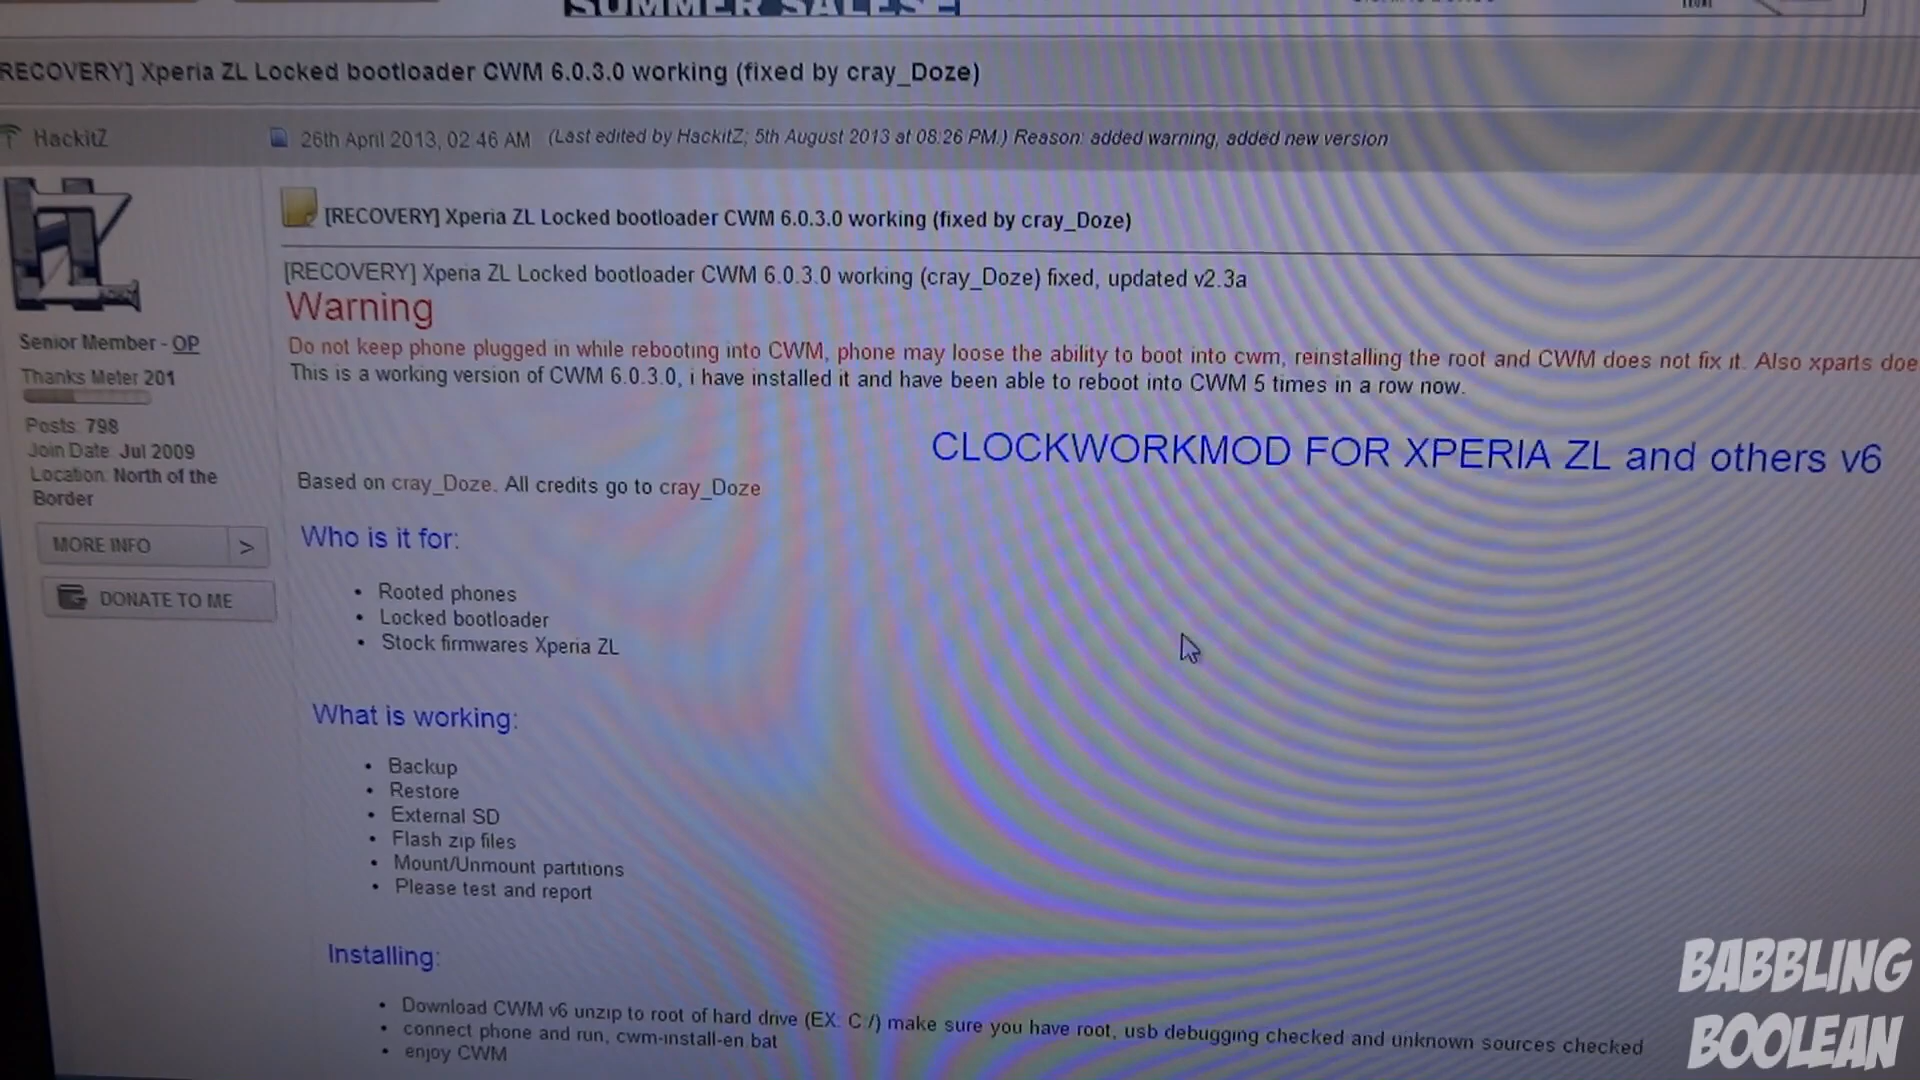 SUMMER SALESE
RECOVERY] Xperia ZL Locked bootloader CWM 6.0.3.0 working (fixed by cray_Doze)
HackitZ
26th April 2013, 02:46 AM (Last edited by HackitZ; 5th August 2013 at 08:26 PM.) Reason: added warning, added new version
[RECOVERY] Xperia ZL Locked bootloader CWM 6.0.3.0 working (fixed by cray_Doze)
[RECOVERY] Xperia ZL Locked bootloader CWM 6.0.3.0 working (cray_Doze) fixed, updated v2.3a
Warning
Do not keep phone plugged in while rebooting into CWM, phone may loose the ability to boot into cwm, reinstalling the root and CWM does not fix it. Also xparts doe
This is a working version of CWM 6.0.3.0, i have installed it and have been able to reboot into CWM 5 times in a row now.
Senior Member - OP
Thanks Meter 201
Posts: 798
Join Date: Jul 2009
Location: North of the
Border
MORE INFO >
DONATE TO ME
CLOCKWORKMOD FOR XPERIA ZL and others v6
Based on cray_Doze. All credits go to cray_Doze
Who is it for:
• Rooted phones
• Locked bootloader
• Stock firmwares Xperia ZL
What is working:
• Backup
• Restore
• External SD
• Flash zip files
• Mount/Unmount partitions
• Please test and report
Installing:
• Download CWM v6 unzip to root of hard drive (EX: C:/) make sure you have root, usb debugging checked and unknown sources checked
• connect phone and run, cwm-install-en.bat
• enjoy CWM
BABBLING
BOOLEAN